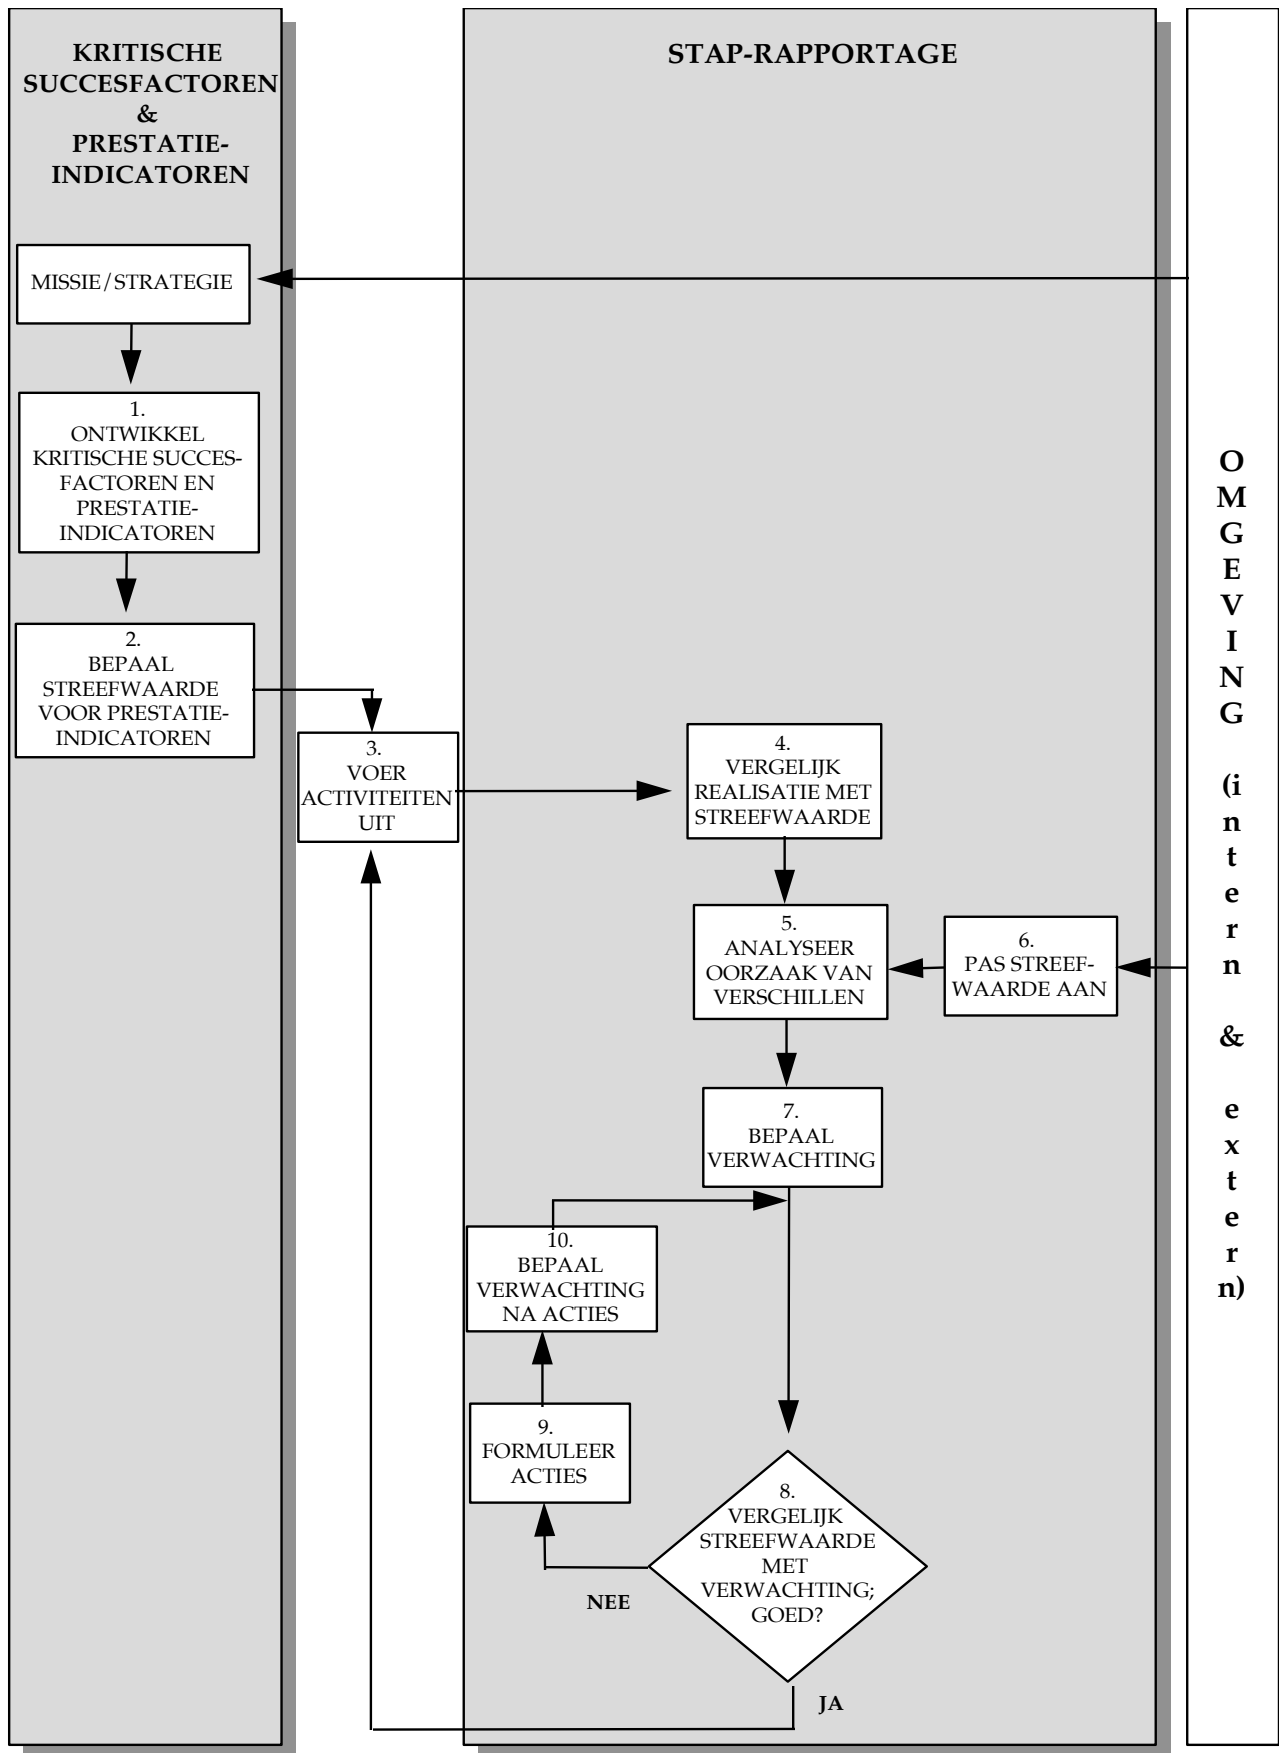 KRITISCHE
SUCCESFACTOREN
&
PRESTATIE-
INDICATOREN
STAP-RAPPORTAGE
MISSIE/STRATEGIE
1.
ONTWIKKEL
KRITISCHE SUCCES-
FACTOREN EN
PRESTATIE-
INDICATOREN
2.
BEPAAL
STREEFWAARDE
VOOR PRESTATIE-
INDICATOREN
3.
VOER
ACTIVITEITEN
UIT
4.
VERGELIJK
REALISATIE MET
STREEFWAARDE
5.
ANALYSEER
OORZAAK VAN
VERSCHILLEN
6.
PAS STREEF-
WAARDE AAN
7.
BEPAAL
VERWACHTING
10.
BEPAAL
VERWACHTING
NA ACTIES
9.
FORMULEER
ACTIES
8.
VERGELIJK
STREEFWAARDE
MET
VERWACHTING;
GOED?
NEE
JA
OMGEVING (intern & extern)